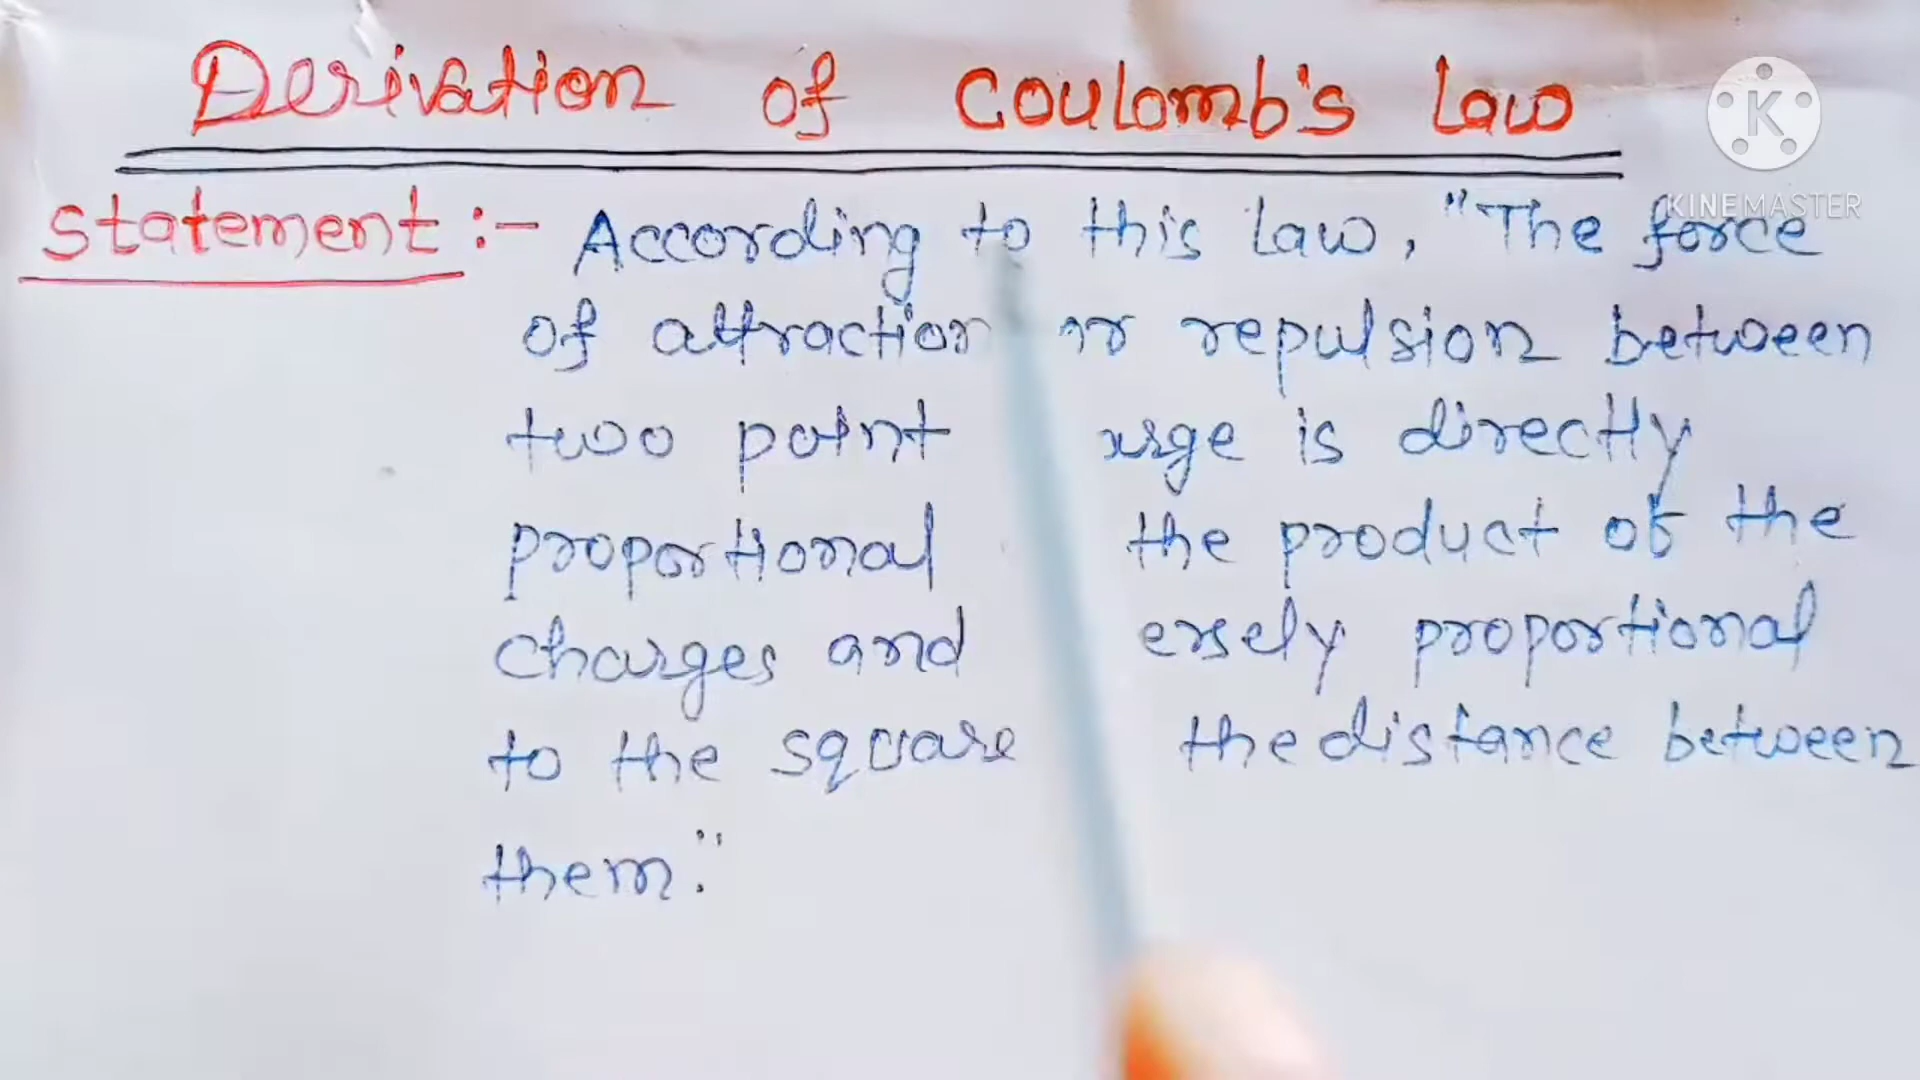 Derivation of Coulomb's Law
KINEMASTER
Statement :- According to this Law, "The force
of attraction or repulsion between
two point arge is directly
proportional the product of the
charges and ersely proportional
to the square the distance between
them."